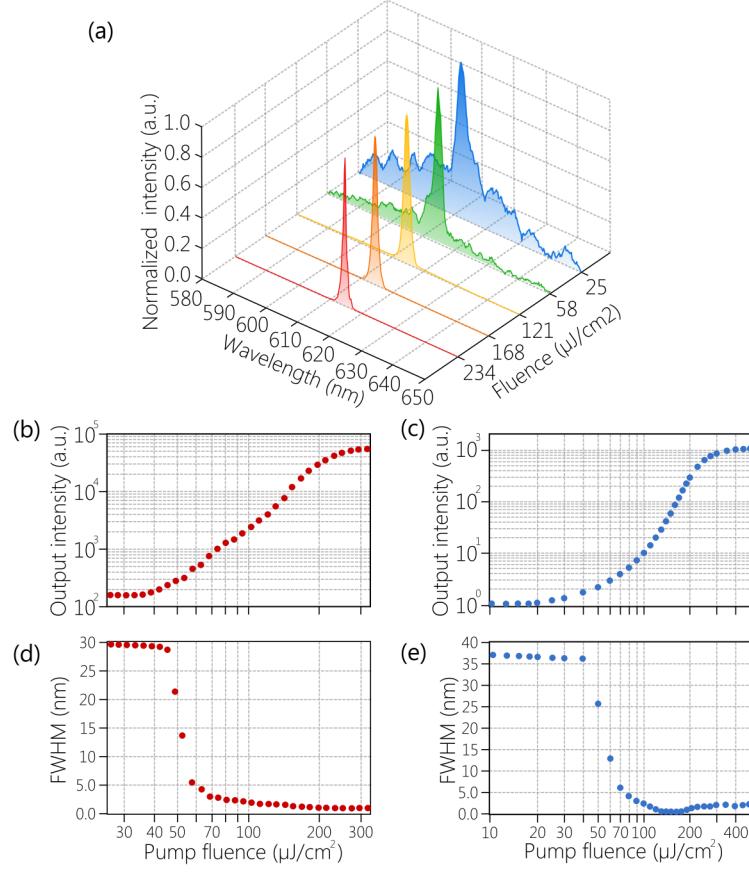 (a)
Normalized intensity (a.u.)
1.0
0.8
0.6
0.4
0.2
0.0
580
590
600
610
620
630
640
650
Wavelength (nm)
25
58
121
168
234
Fluence (μJ/cm2)
(b)
Output intensity (a.u.)
10^5
10^4
10^3
10^2
(c)
Output intensity (a.u.)
10^3
10^2
10^1
10^0
(d)
FWHM (nm)
30
25
20
15
10
5.0
0.0
30 40 50 70 100 200 300
Pump fluence (μJ/cm²)
(e)
FWHM (nm)
40
35
30
25
20
15
10
5.0
0.0
10 20 30 50 70 100 200 400
Pump fluence (μJ/cm²)